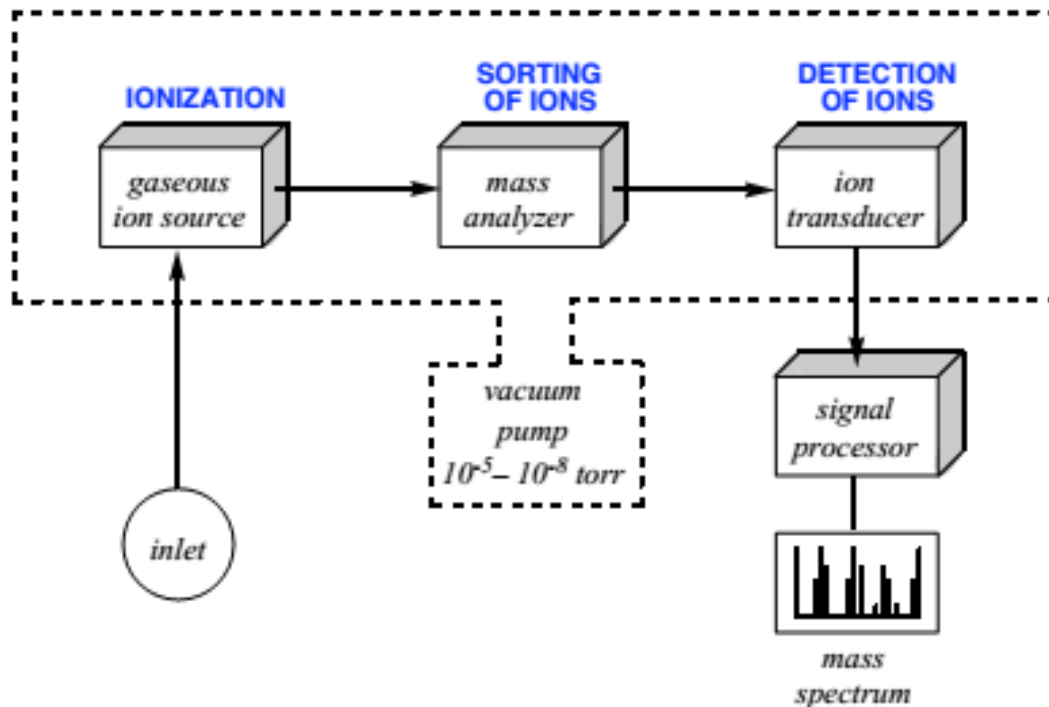 IONIZATION
SORTING
OF IONS
DETECTION
OF IONS
gaseous
ion source
mass
analyzer
ion
transducer
vacuum
pump
10⁻⁵– 10⁻⁸ torr
signal
processor
inlet
mass
spectrum